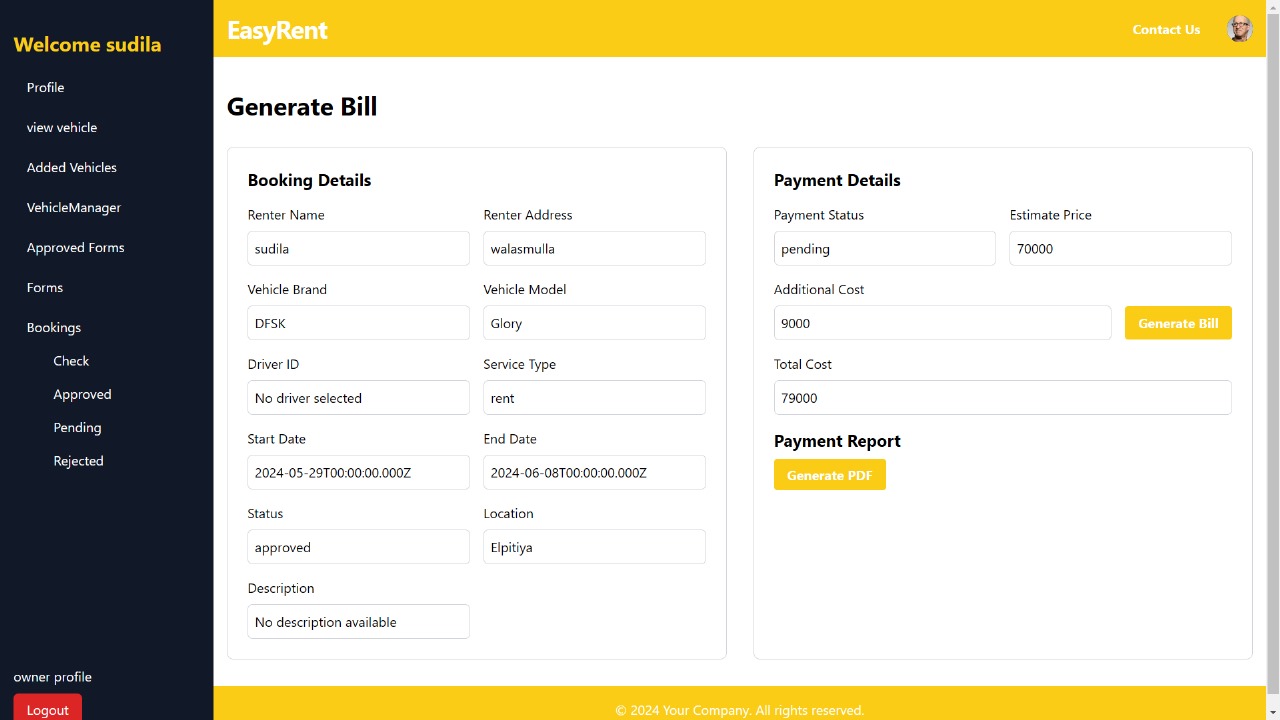 Welcome sudila
Profile
view vehicle
Added Vehicles
VehicleManager
Approved Forms
Forms
Bookings
Check
Approved
Pending
Rejected
owner profile
Logout
EasyRent
Contact Us
Generate Bill
Booking Details
Renter Name Renter Address
sudila walasmulla
Vehicle Brand Vehicle Model
DFSK Glory
Driver ID Service Type
No driver selected rent
Start Date End Date
2024-05-29T00:00:00.000Z 2024-06-08T00:00:00.000Z
Status Location
approved Elpitiya
Description
No description available
Payment Details
Payment Status Estimate Price
pending 70000
Additional Cost
9000 Generate Bill
Total Cost
79000
Payment Report
Generate PDF
© 2024 Your Company. All rights reserved.